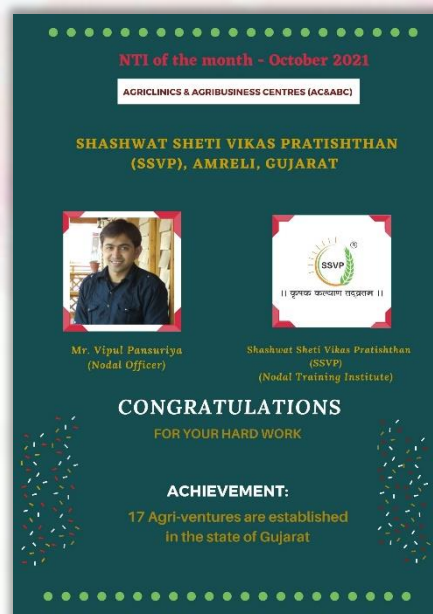 NTI of the month - October 2021
AGRICLINICS & AGRIBUSINESS CENTRES (AC&ABC)
SHASHWAT SHETI VIKAS PRATISHTHAN
(SSVP), AMRELI, GUJARAT
SSVP
®
|| कृषक कल्याण तद्व्रतम ||
Mr. Vipul Pansuriya
(Nodal Officer)
Shashwat Sheti Vikas Pratishthan
(SSVP)
(Nodal Training Institute)
CONGRATULATIONS
FOR YOUR HARD WORK
ACHIEVEMENT:
17 Agri-ventures are established
in the state of Gujarat